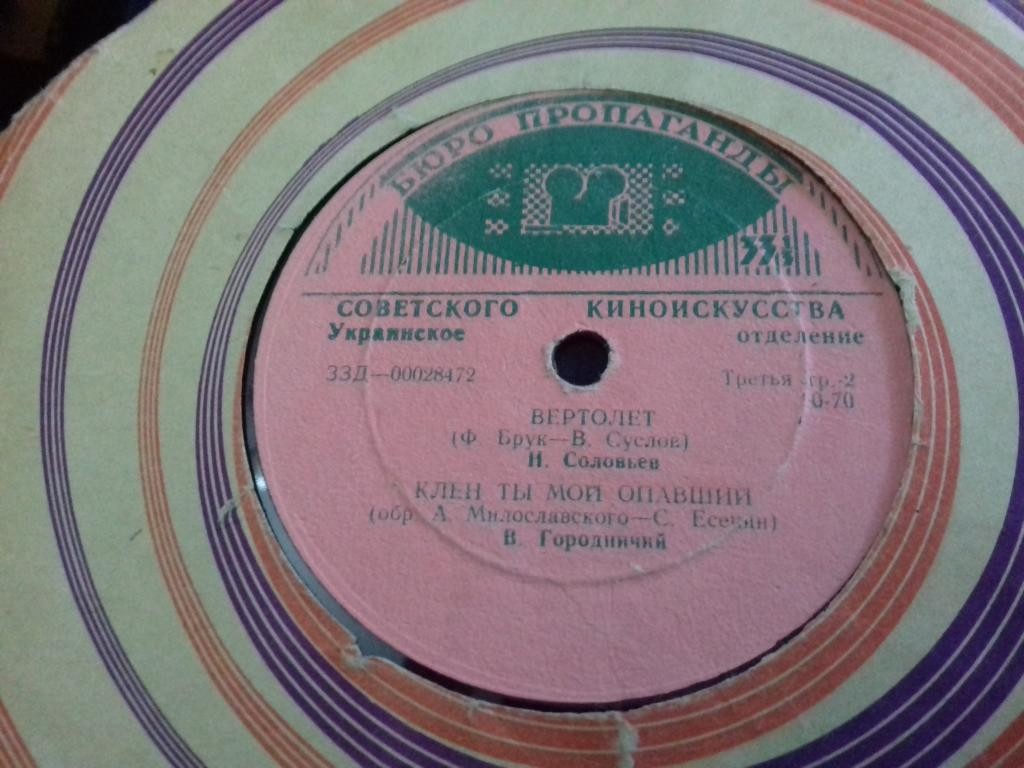 БЮРО ПРОПАГАНДЫ
33⅓
СОВЕТСКОГО КИНОИСКУССТВА
Украинское отделение
33Д—00028472 Третья гр.-2
0-70
ВЕРТОЛЕТ
(Ф. Брук—В. Суслов)
И. Соловьев
КЛЕН ТЫ МОЙ ОПАВШИЙ
(обр. А. Милославского—С. Есенин)
В. Городничий